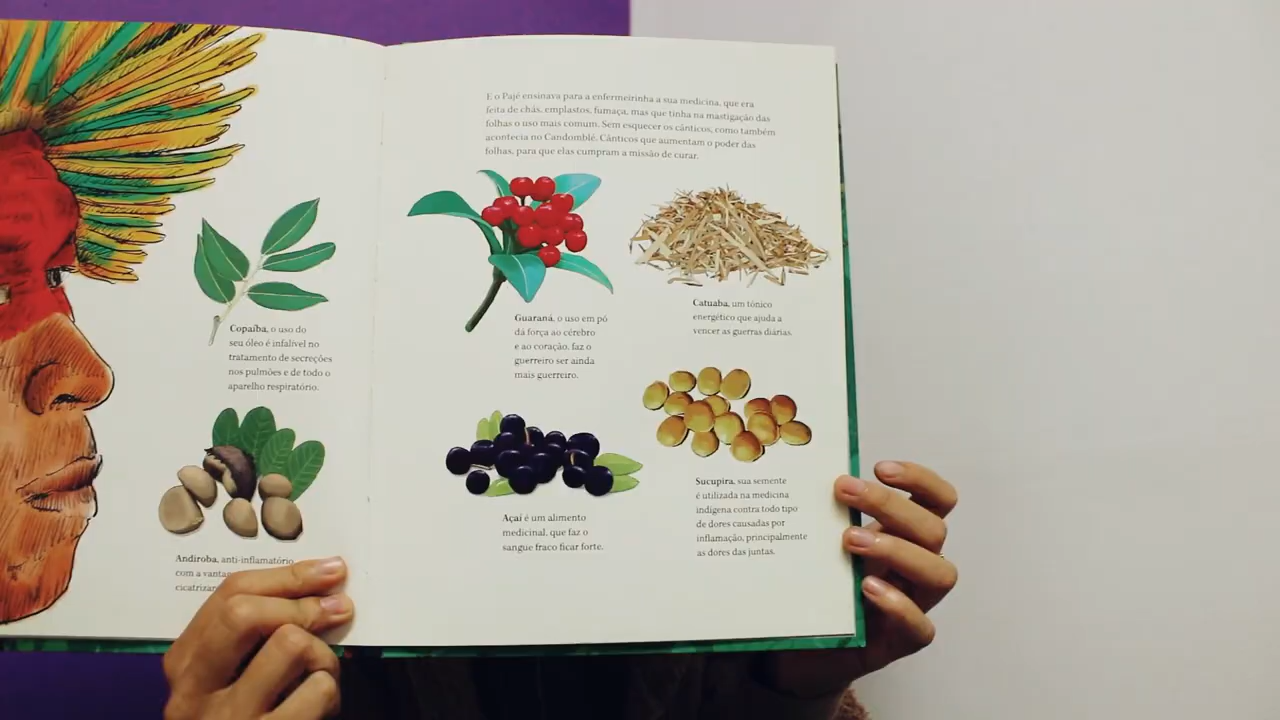 E o Pajé ensinava para a enfermeirinha a sua medicina, que era
feita de chás, emplastos, fumaça, mas que tinha na mastigação das
folhas o uso mais comum. Sem esquecer os cânticos, como também
acontecia no Candomblé. Cânticos que aumentam o poder das
folhas, para que elas cumpram a missão de curar.
Copaíba, o uso do
seu óleo é infalível no
tratamento de secreções
nos pulmões e de todo o
aparelho respiratório.
Andiroba, anti-inflamatório
com a
Guaraná, o uso em pó
dá força ao cérebro
e ao coração, faz o
guerreiro ser ainda
mais guerreiro.
Catuaba, um tônico
energético que ajuda a
vencer as guerras diárias.
Açaí é um alimento
medicinal, que faz o
sangue fraco ficar forte.
Sucupira, sua semente
é utilizada na medicina
indígena contra todo tipo
de dores causadas por
inflamação, principalmente
as dores das juntas.